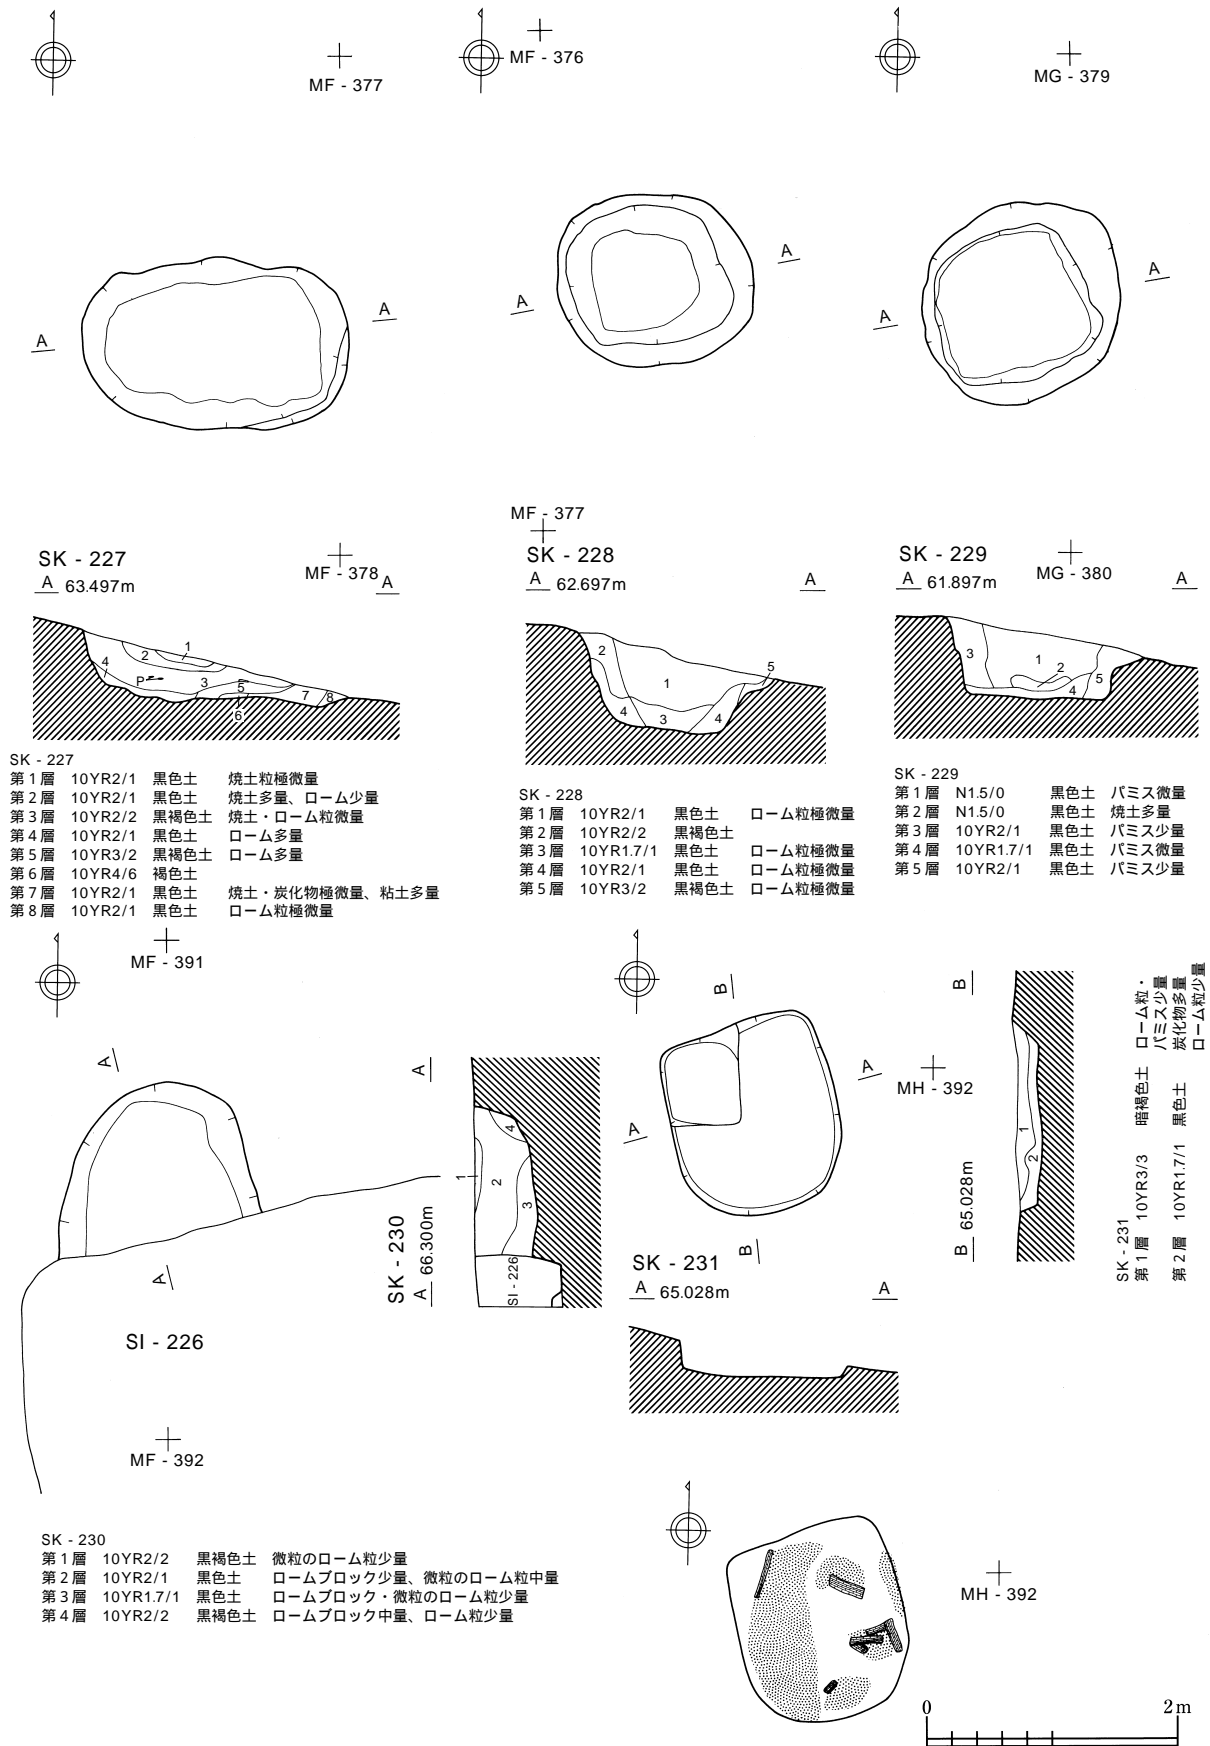 MF - 377
MF - 376
MG - 379
A
A
A
A
A
A
SK - 227
MF - 378
A 63.497m
A
MF - 377
SK - 228
A 62.697m
A
SK - 229
MG - 380
A 61.897m
A
1
2
3
4
5
6
7
8
P
1
2
3
4
4
5
1
2
3
4
5
SK - 227
第1層 10YR2/1 黒色土 焼土粒極微量
第2層 10YR2/1 黒色土 焼土多量、ローム少量
第3層 10YR2/2 黒褐色土 焼土・ローム粒微量
第4層 10YR2/1 黒色土 ローム多量
第5層 10YR3/2 黒褐色土 ローム多量
第6層 10YR4/6 褐色土
第7層 10YR2/1 黒色土 焼土・炭化物極微量、粘土多量
第8層 10YR2/1 黒色土 ローム粒極微量
SK - 228
第1層 10YR2/1 黒色土 ローム粒極微量
第2層 10YR2/2 黒褐色土
第3層 10YR1.7/1 黒色土 ローム粒極微量
第4層 10YR2/1 黒色土 ローム粒極微量
第5層 10YR3/2 黒褐色土 ローム粒極微量
SK - 229
第1層 N1.5/0 黒色土 パミス微量
第2層 N1.5/0 黒色土 焼土多量
第3層 10YR2/1 黒色土 パミス少量
第4層 10YR1.7/1 黒色土 パミス微量
第5層 10YR2/1 黒色土 パミス少量
MF - 391
A
A
SI - 226
MF - 392
SK - 230
A 66.300m
A
1
2
3
4
SI - 226
B
B
A
A
MH - 392
SK - 231
A 65.028m
A
B 65.028m
B
1
2
SK - 231
第1層 10YR3/3 暗褐色土 ローム粒・
パミス少量
第2層 10YR1.7/1 黒色土 炭化物多量
ローム粒少量
SK - 230
第1層 10YR2/2 黒褐色土 微粒のローム粒少量
第2層 10YR2/1 黒色土 ロームブロック少量、微粒のローム粒中量
第3層 10YR1.7/1 黒色土 ロームブロック・微粒のローム粒少量
第4層 10YR2/2 黒褐色土 ロームブロック中量、ローム粒少量
MH - 392
0 2m